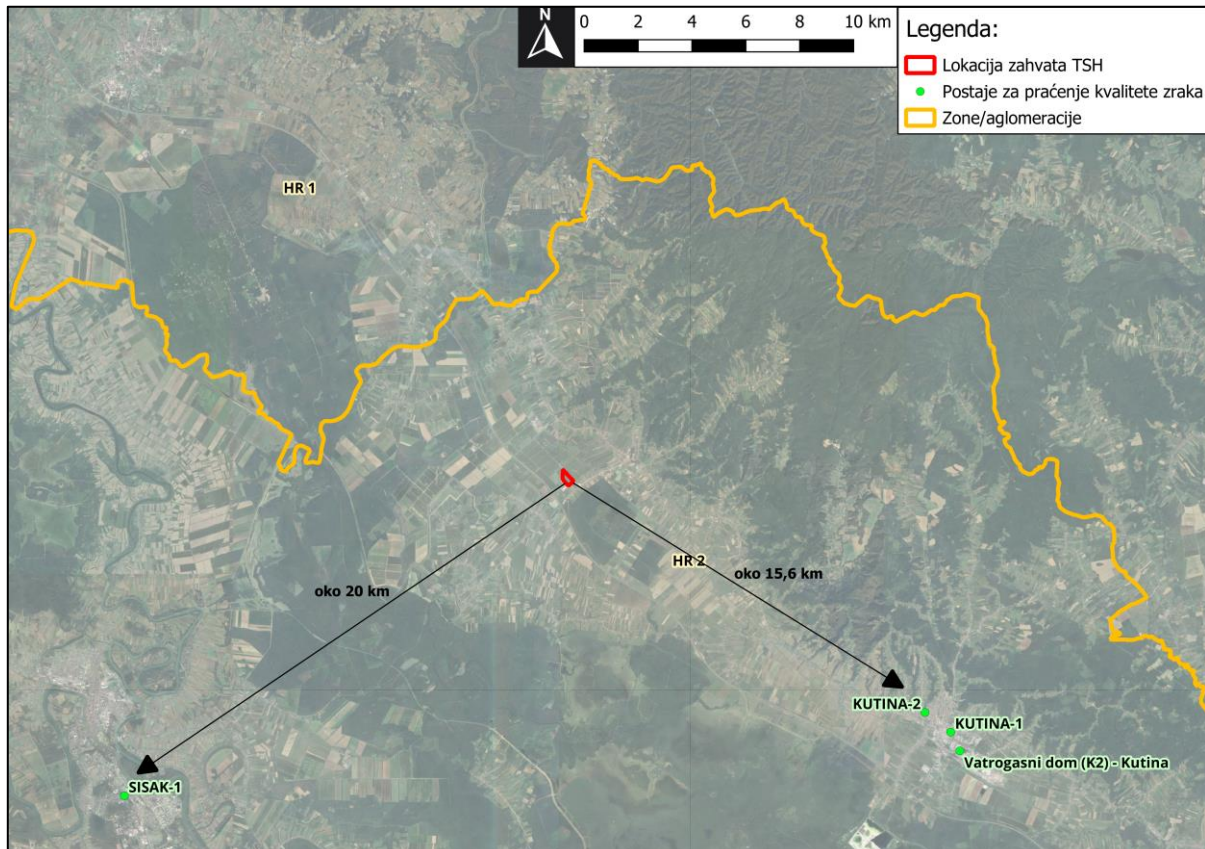 N
0 2 4 6 8 10 km
Legenda:
Lokacija zahvata TSH
Postaje za praćenje kvalitete zraka
Zone/aglomeracije
HR 1
HR 2
oko 20 km
oko 15,6 km
KUTINA-2
KUTINA-1
Vatrogasni dom (K2) - Kutina
SISAK-1